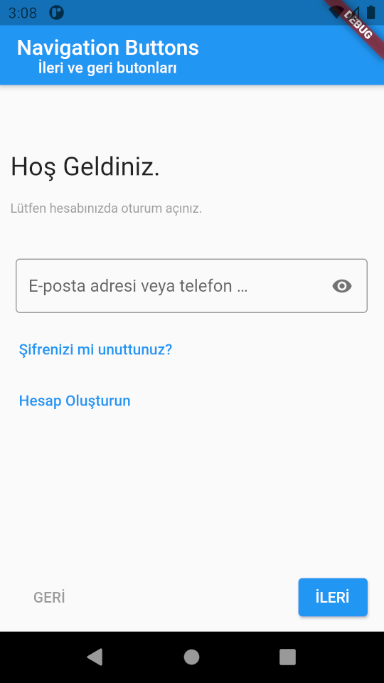 3:08
DEBUG
Navigation Buttons
İleri ve geri butonları
Hoş Geldiniz.
Lütfen hesabınızda oturum açınız.
E-posta adresi veya telefon ...
Şifrenizi mi unuttunuz?
Hesap Oluşturun
GERİ
İLERİ